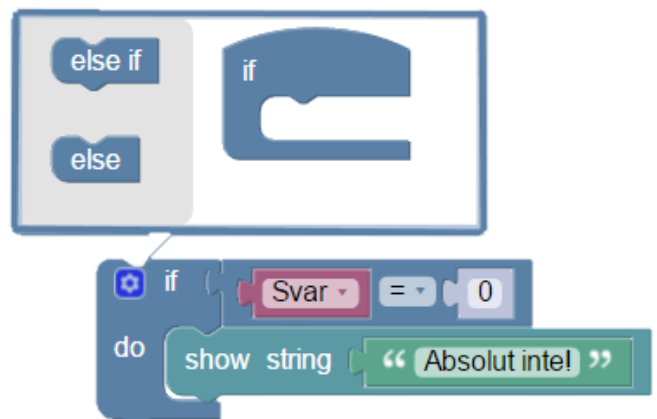 else if
if
else
if Svar = 0
do show string “ Absolut inte! ”